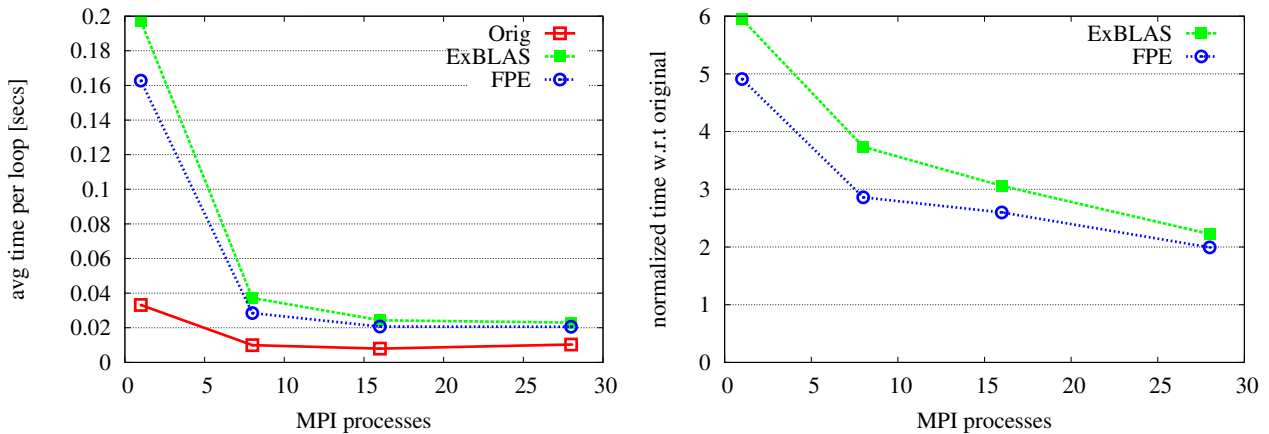 avg time per loop [secs]
0.2
0.18
0.16
0.14
0.12
0.1
0.08
0.06
0.04
0.02
0
0 5 10 15 20 25 30
MPI processes
Orig
ExBLAS
FPE
normalized time w.r.t original
6
5
4
3
2
1
0
0 5 10 15 20 25 30
MPI processes
ExBLAS
FPE